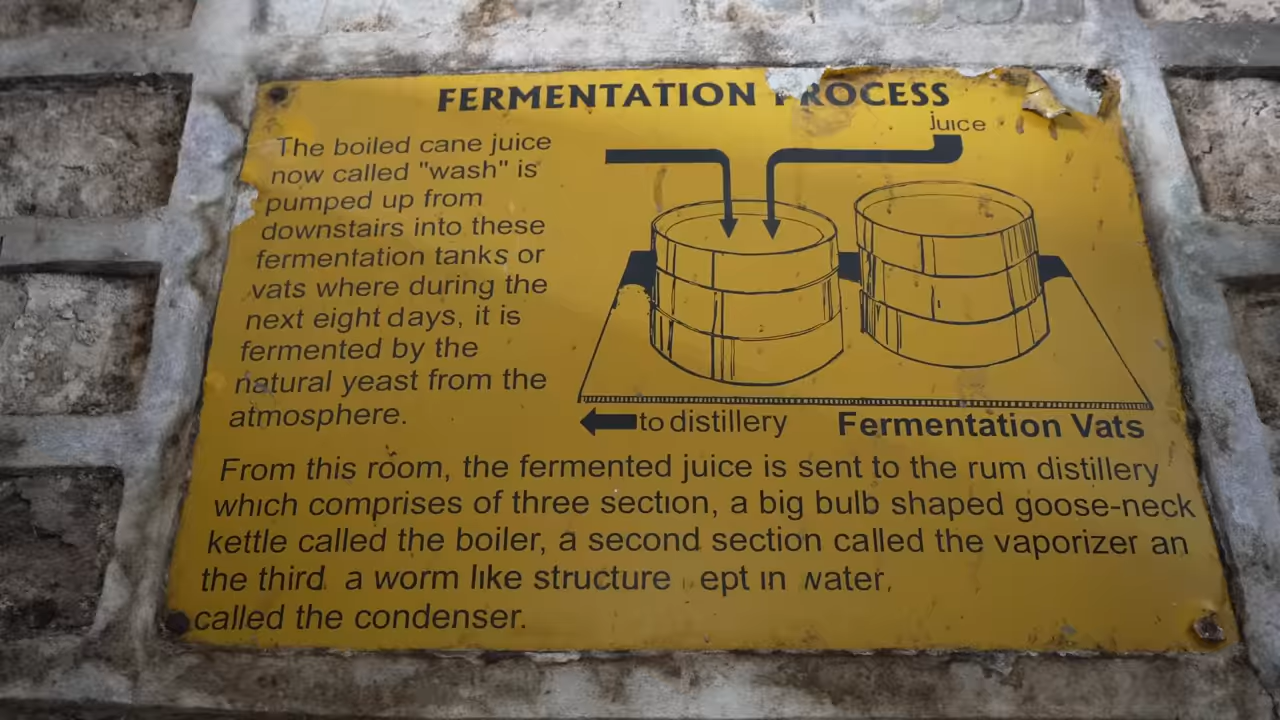 FERMENTATION PROCESS
juice
The boiled cane juice
now called "wash" is
pumped up from
downstairs into these
fermentation tanks or
vats where during the
next eight days, it is
fermented by the
natural yeast from the
atmosphere.
to distillery
Fermentation Vats
From this room, the fermented juice is sent to the rum distillery
which comprises of three section, a big bulb shaped goose-neck
kettle called the boiler, a second section called the vaporizer an
the third a worm like structure ept in water,
called the condenser.